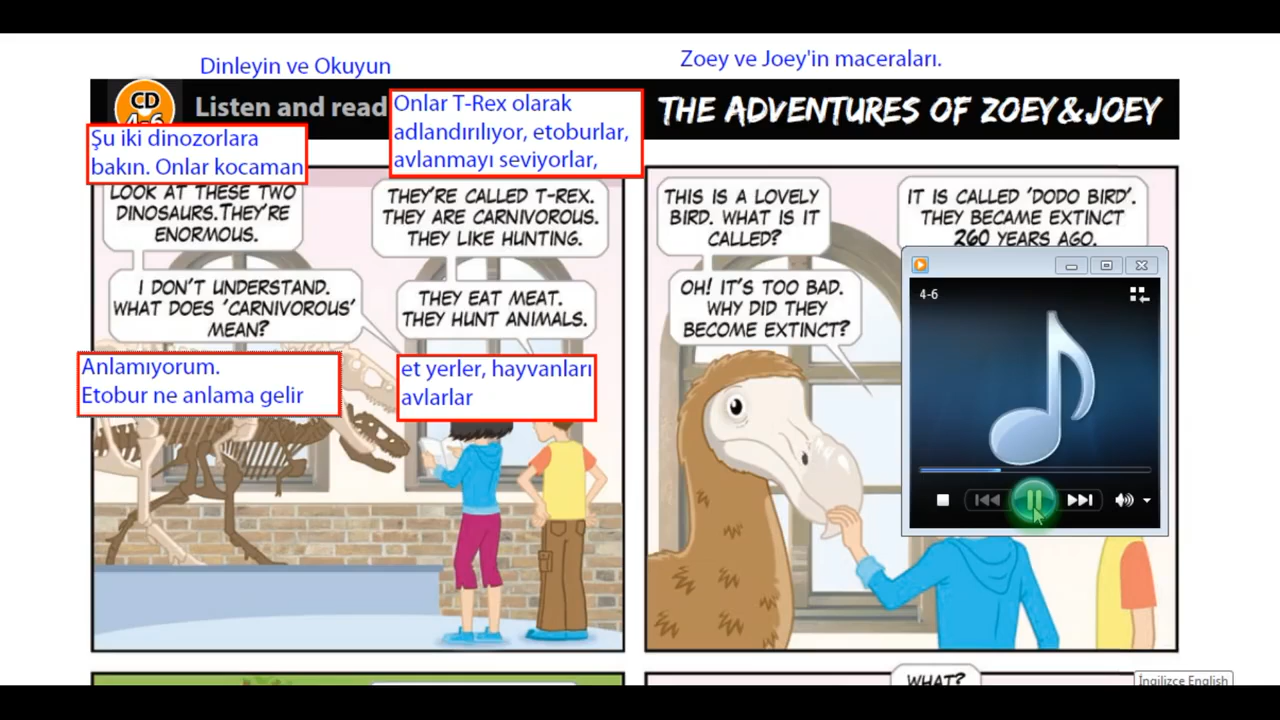 Dinleyin ve Okuyun
Zoey ve Joey'in maceraları.
CD
4-6
Listen and read
THE ADVENTURES OF ZOEY&JOEY
Şu iki dinozorlara
bakın. Onlar kocaman
Onlar T-Rex olarak
adlandırılıyor, etoburlar,
avlanmayı seviyorlar,
LOOK AT THESE TWO
DINOSAURS.THEY'RE
ENORMOUS.
THEY'RE CALLED T-REX.
THEY ARE CARNIVOROUS.
THEY LIKE HUNTING.
I DON'T UNDERSTAND.
WHAT DOES 'CARNIVOROUS'
MEAN?
THEY EAT MEAT.
THEY HUNT ANIMALS.
Anlamıyorum.
Etobur ne anlama gelir
et yerler, hayvanları
avlarlar
THIS IS A LOVELY
BIRD. WHAT IS IT
CALLED?
IT IS CALLED 'DODO BIRD'.
THEY BECAME EXTINCT
260 YEARS AGO.
OH! IT'S TOO BAD.
WHY DID THEY
BECOME EXTINCT?
4-6
WHAT?
İngilizce English